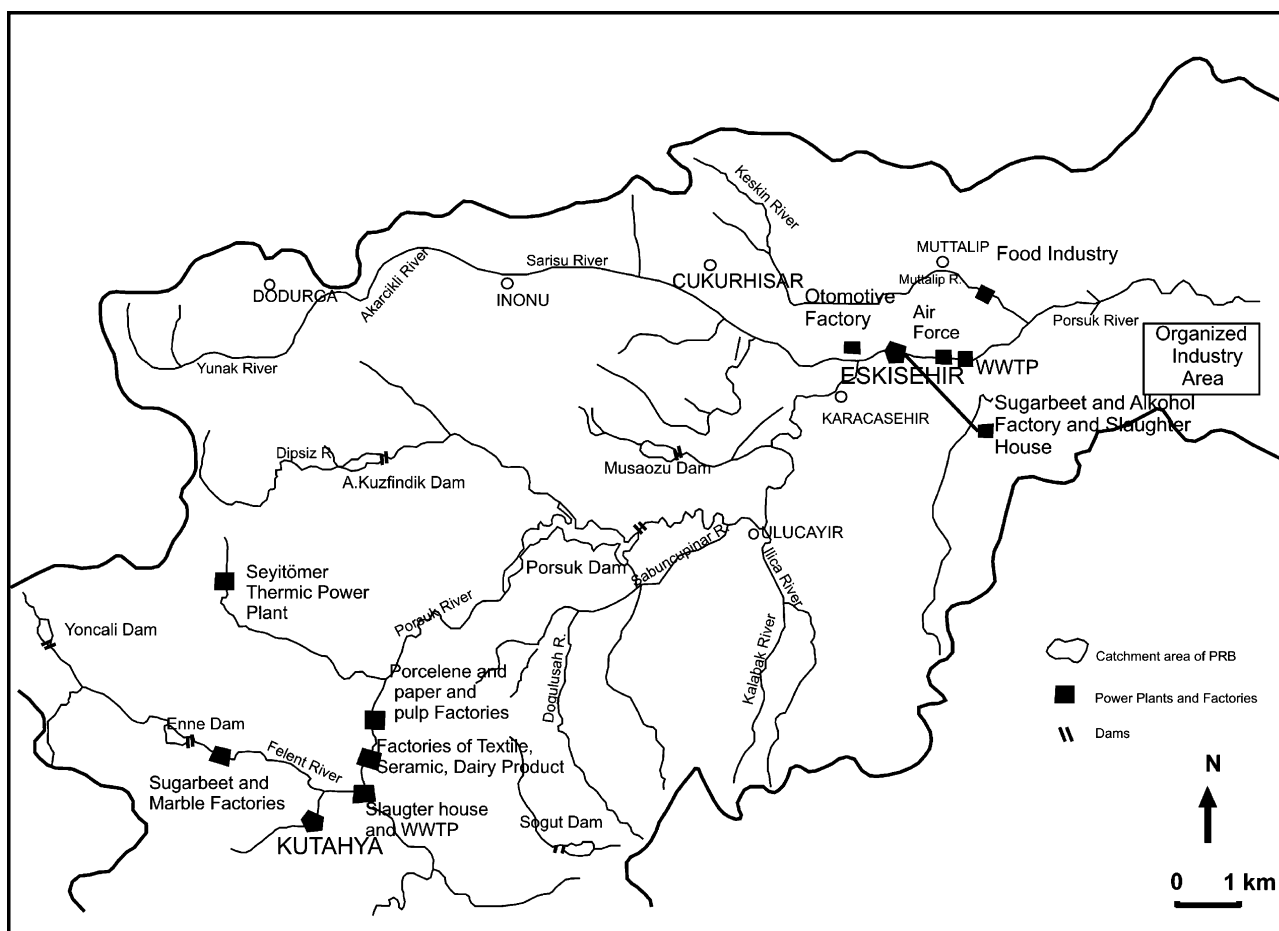 Keskin River
MUTTALIP
Food Industry
Muttalip R.
Akarcikli River
Sarisu River
CUKURHISAR
DODURGA
INONU
Otomotive
Factory
Air
Force
Porsuk River
Organized
Industry
Area
Yunak River
ESKISEHIR
WWTP
KARACASEHIR
Sugarbeet and Alkohol
Factory and Slaughter
House
Dipsiz R.
A.Kuzfindik Dam
Musaozu Dam
ULUCAYIR
Porsuk Dam
Sabuncupinar R.
Ilica River
Seyitömer
Thermic Power
Plant
Porsuk River
Yoncali Dam
Dogulusah R.
Kalabak River
Catchment area of PRB
Porcelene and
paper and
pulp Factories
Power Plants and Factories
Enne Dam
Dams
Felent River
Factories of Textile,
Seramic, Dairy Product
Sugarbeet and
Marble Factories
Slaugter house
and WWTP
Sogut Dam
KUTAHYA
N
0 1 km